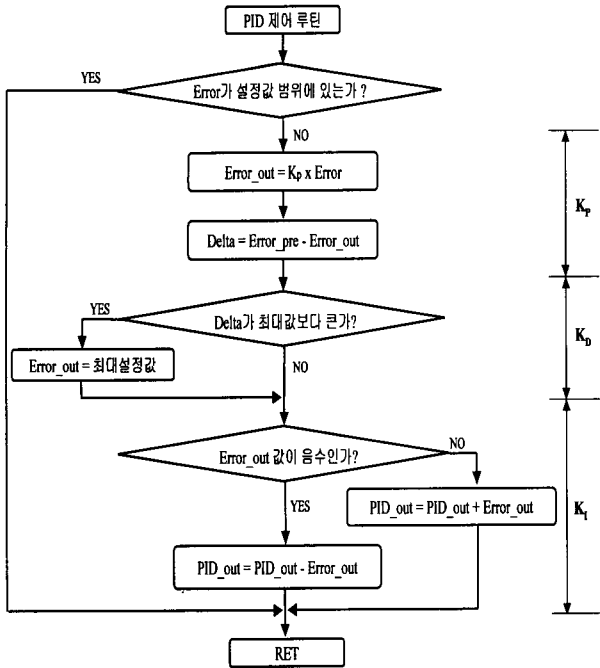 PID 제어 루틴
YES
Error가 설정값 범위에 있는가 ?
NO
Error_out = Kp x Error
KP
Delta = Error_pre - Error_out
YES
Delta가 최대값보다 큰가?
KD
Error_out = 최대설정값
NO
Error_out 값이 음수인가?
NO
YES
PID_out = PID_out + Error_out
KI
PID_out = PID_out - Error_out
RET